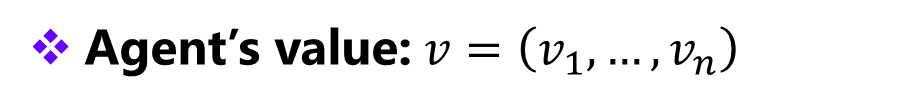 ❖ Agent’s value: 𝑣 = (𝑣₁, … , 𝑣ₙ)